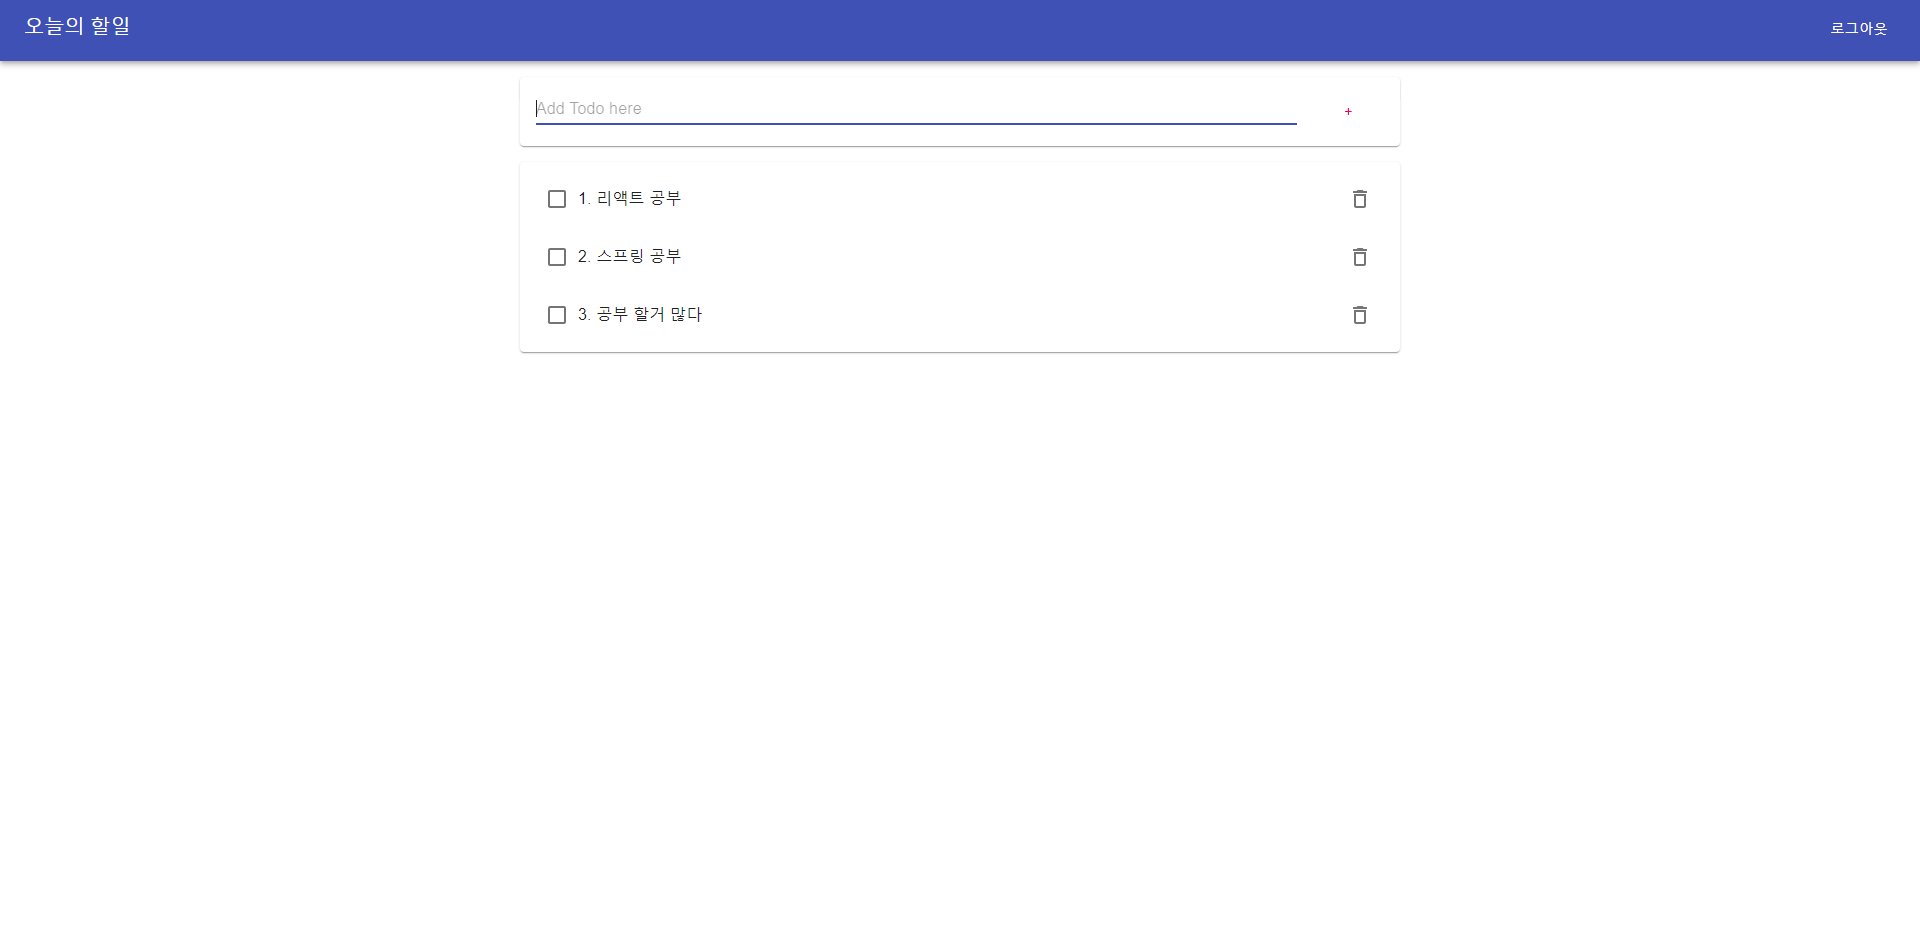 오늘의 할일
로그아웃
Add Todo here
+
1. 리액트 공부
2. 스프링 공부
3. 공부 할거 많다